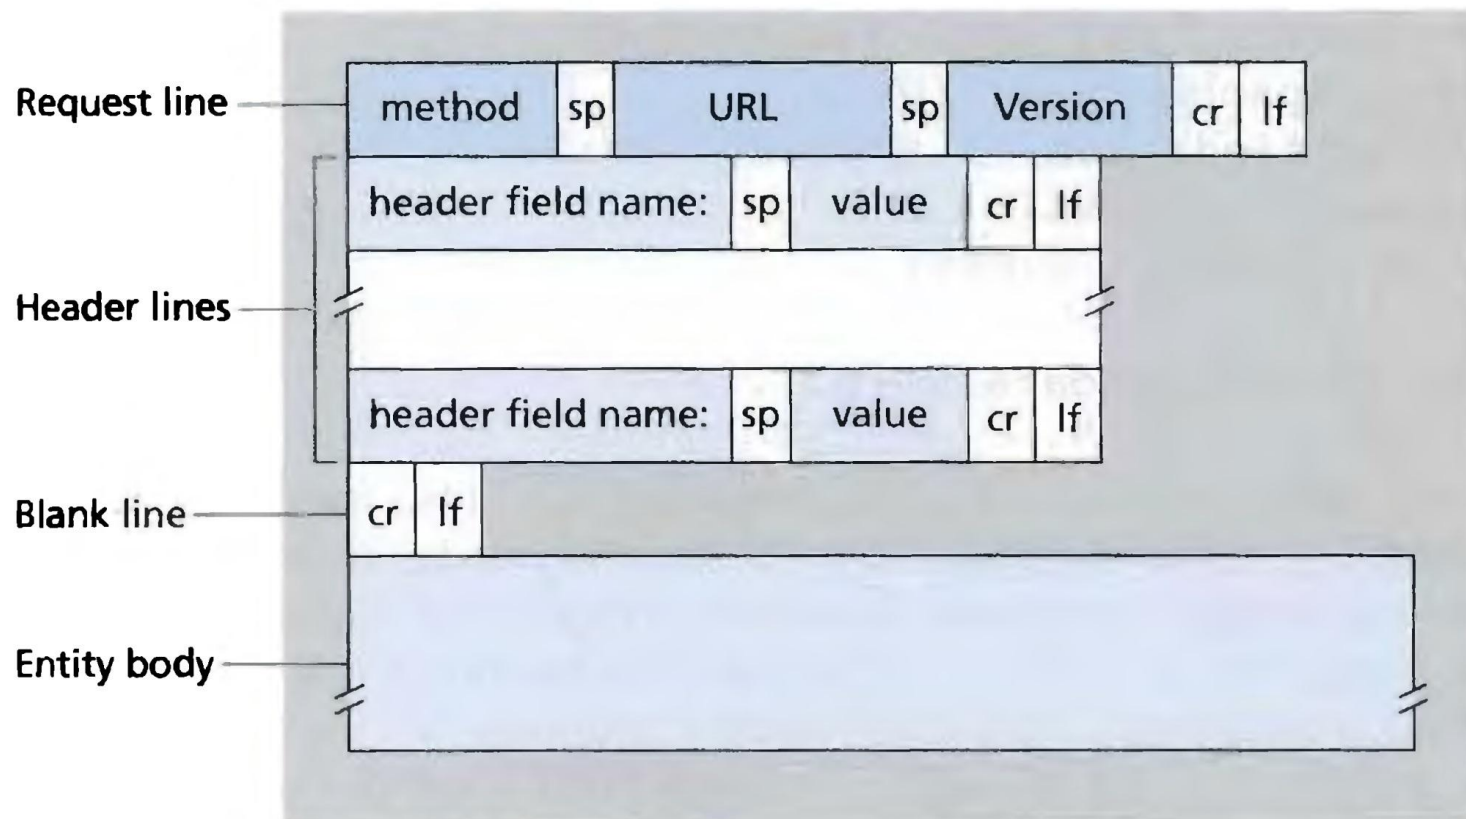 Request line method sp URL sp Version cr lf
header field name: sp value cr lf
Header lines
header field name: sp value cr lf
Blank line cr lf
Entity body